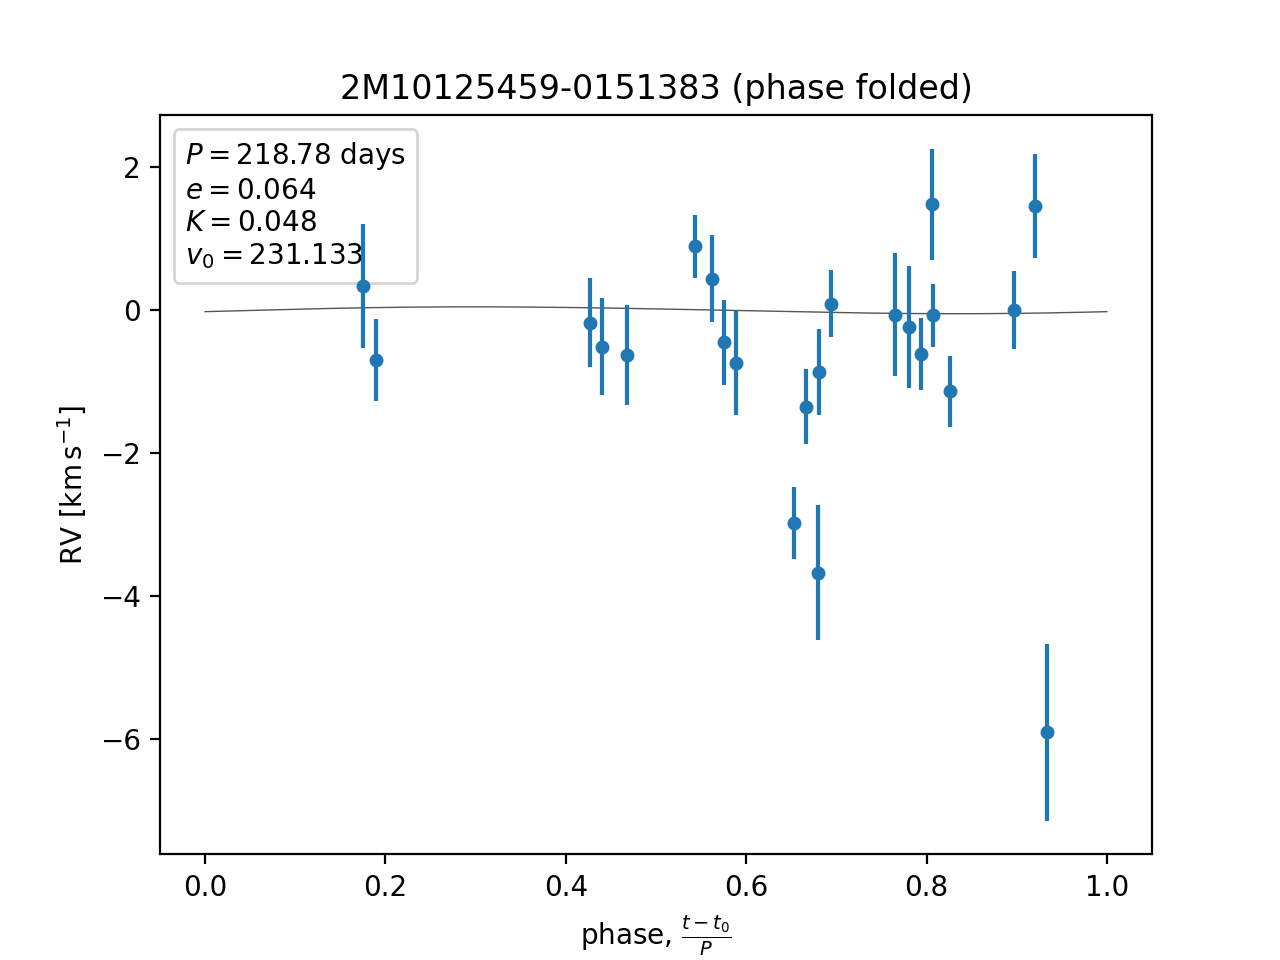 2M10125459-0151383 (phase folded)
P = 218.78 days
e = 0.064
K = 0.048
v₀ = 231.133
2
0
−2
−4
−6
RV [km s⁻¹]
0.0 0.2 0.4 0.6 0.8 1.0
phase, (t − t₀)/P